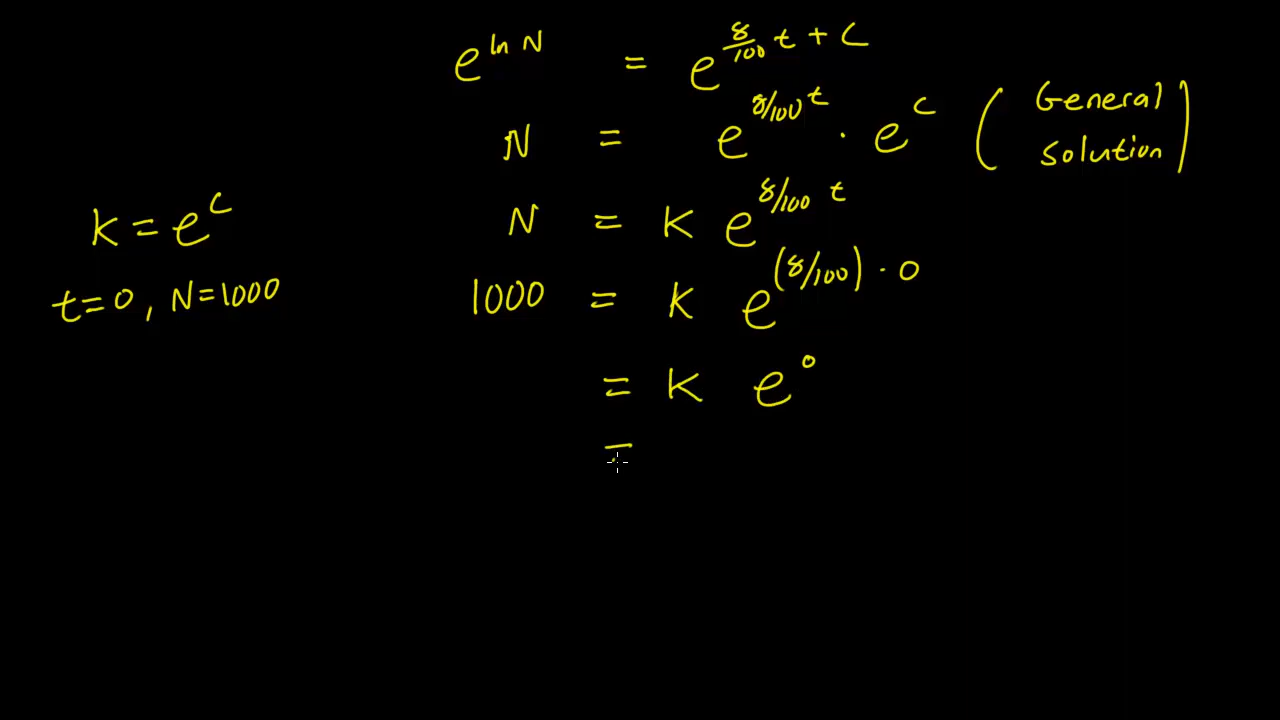 e^{ln N} = e^{8/100 t + C}
N = e^{8/100 t} · e^C (General solution)
k = e^C
N = K e^{8/100 t}
t=0, N=1000
1000 = K e^{(8/100) · 0}
= K e^0
=